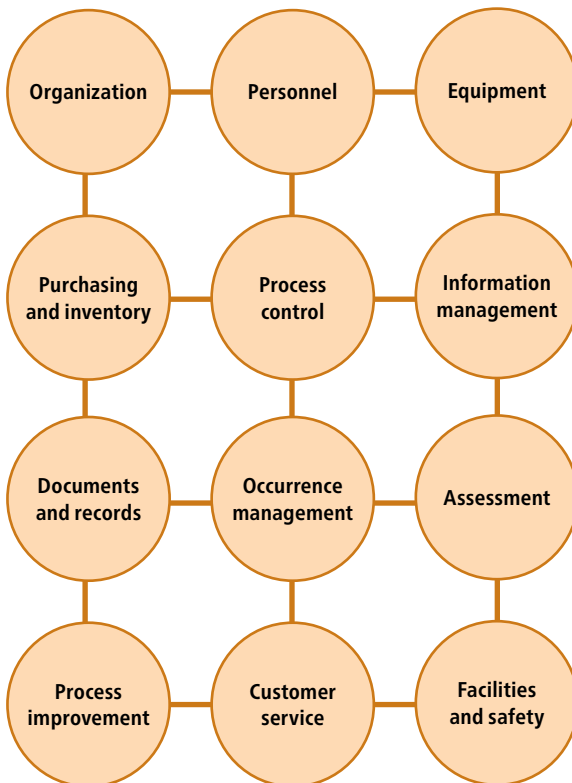 Organization
Personnel
Equipment
Purchasing
and inventory
Process
control
Information
management
Documents
and records
Occurrence
management
Assessment
Process
improvement
Customer
service
Facilities
and safety